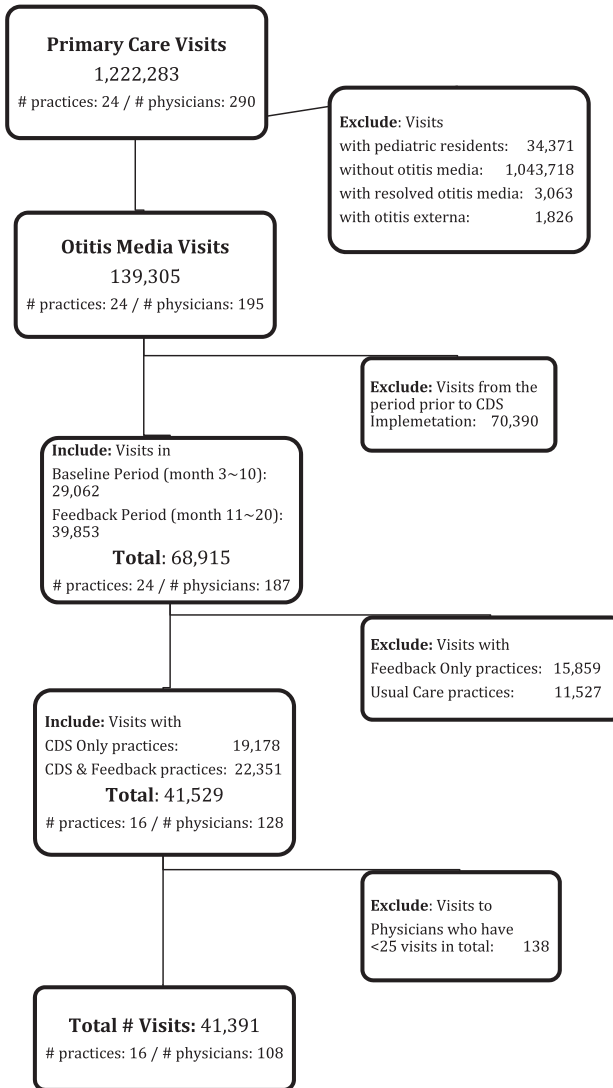 Primary Care Visits
1,222,283
# practices: 24 / # physicians: 290
Exclude: Visits
with pediatric residents: 34,371
without otitis media: 1,043,718
with resolved otitis media: 3,063
with otitis externa: 1,826
Otitis Media Visits
139,305
# practices: 24 / # physicians: 195
Exclude: Visits from the
period prior to CDS
Implemetation: 70,390
Include: Visits in
Baseline Period (month 3~10):
29,062
Feedback Period (month 11~20):
39,853
Total: 68,915
# practices: 24 / # physicians: 187
Exclude: Visits with
Feedback Only practices: 15,859
Usual Care practices: 11,527
Include: Visits with
CDS Only practices: 19,178
CDS & Feedback practices: 22,351
Total: 41,529
# practices: 16 / # physicians: 128
Exclude: Visits to
Physicians who have
<25 visits in total: 138
Total # Visits: 41,391
# practices: 16 / # physicians: 108